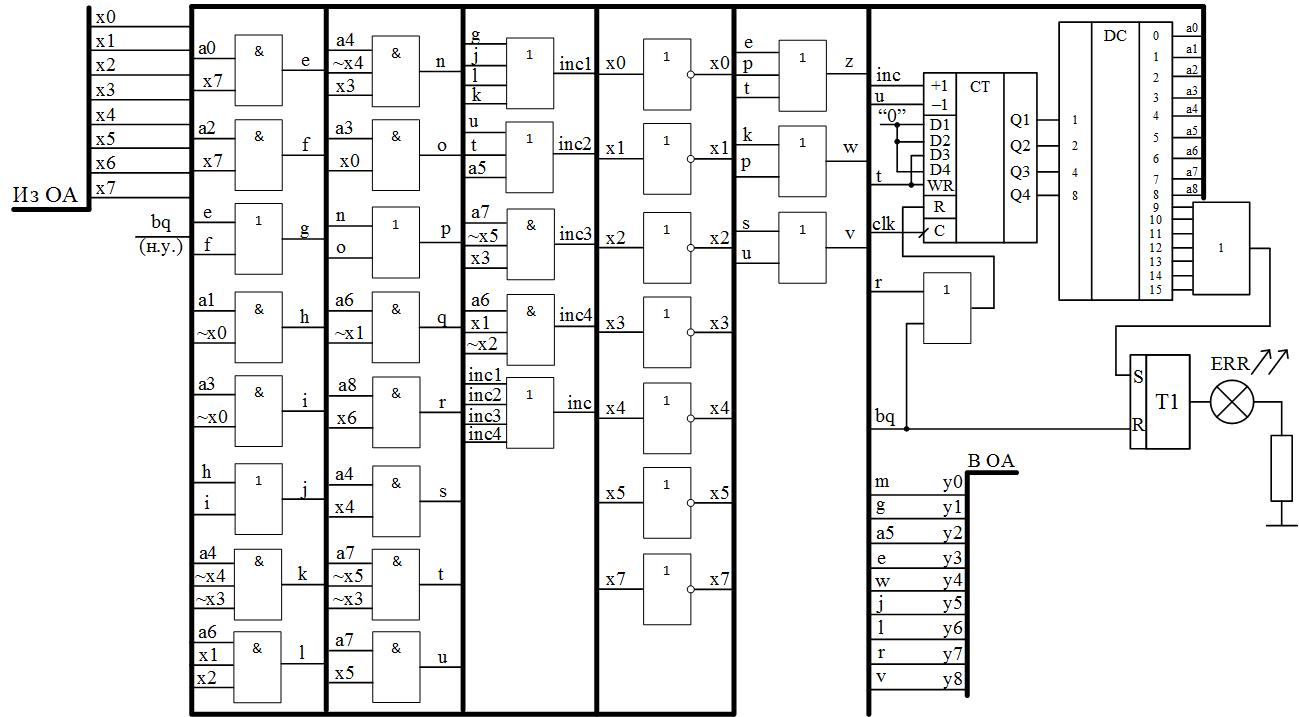 x0
x1
x2
x3
x4
x5
x6
x7
Из ОА
bq
(н.у.)
a0 & e
x7
a2 & f
x7
e 1 g
f
a1 & h
~x0
a3 & i
~x0
h 1 j
i
a4 & k
~x4
~x3
a6 & l
x1
x2
a4 & n
~x4
x3
a3 & o
x0
n 1 p
o
a6 & q
~x1
a8 & r
x6
a4 & s
x4
a7 & t
~x5
~x3
a7 & u
x5
g 1 inc1
j
l
k
u 1 inc2
t
a5
a7 & inc3
~x5
x3
a6 & inc4
x1
~x2
inc1 1 inc
inc2
inc3
inc4
x0 1 x0
x1 1 x1
x2 1 x2
x3 1 x3
x4 1 x4
x5 1 x5
x7 1 x7
e 1 z
p
t
k 1 w
p
s 1 v
u
inc +1 CT
u –1
“0” D1 Q1
D2 Q2
D3 Q3
D4 Q4
t WR
R
clk C
r 1
bq
1 DC 0 a0
2 1 a1
4 2 a2
8 3 a3
4 a4
5 a5
6 a6
7 a7
8 a8
9
10
11
12 1
13
14
15
S T1 ERR
R
В ОА
m y0
g y1
a5 y2
e y3
w y4
j y5
l y6
r y7
v y8